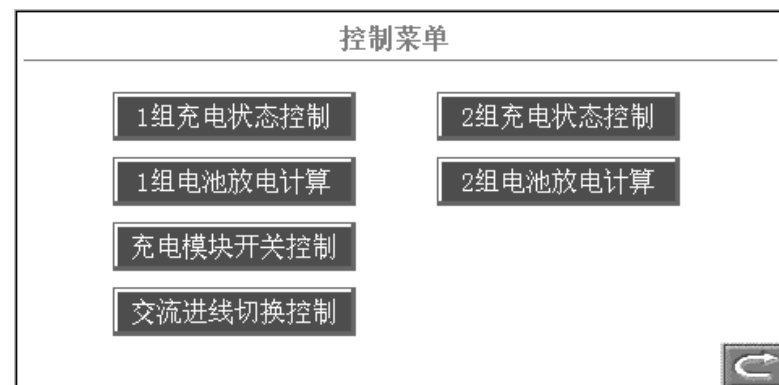 控制菜单
1组充电状态控制 2组充电状态控制
1组电池放电计算 2组电池放电计算
充电模块开关控制
交流进线切换控制